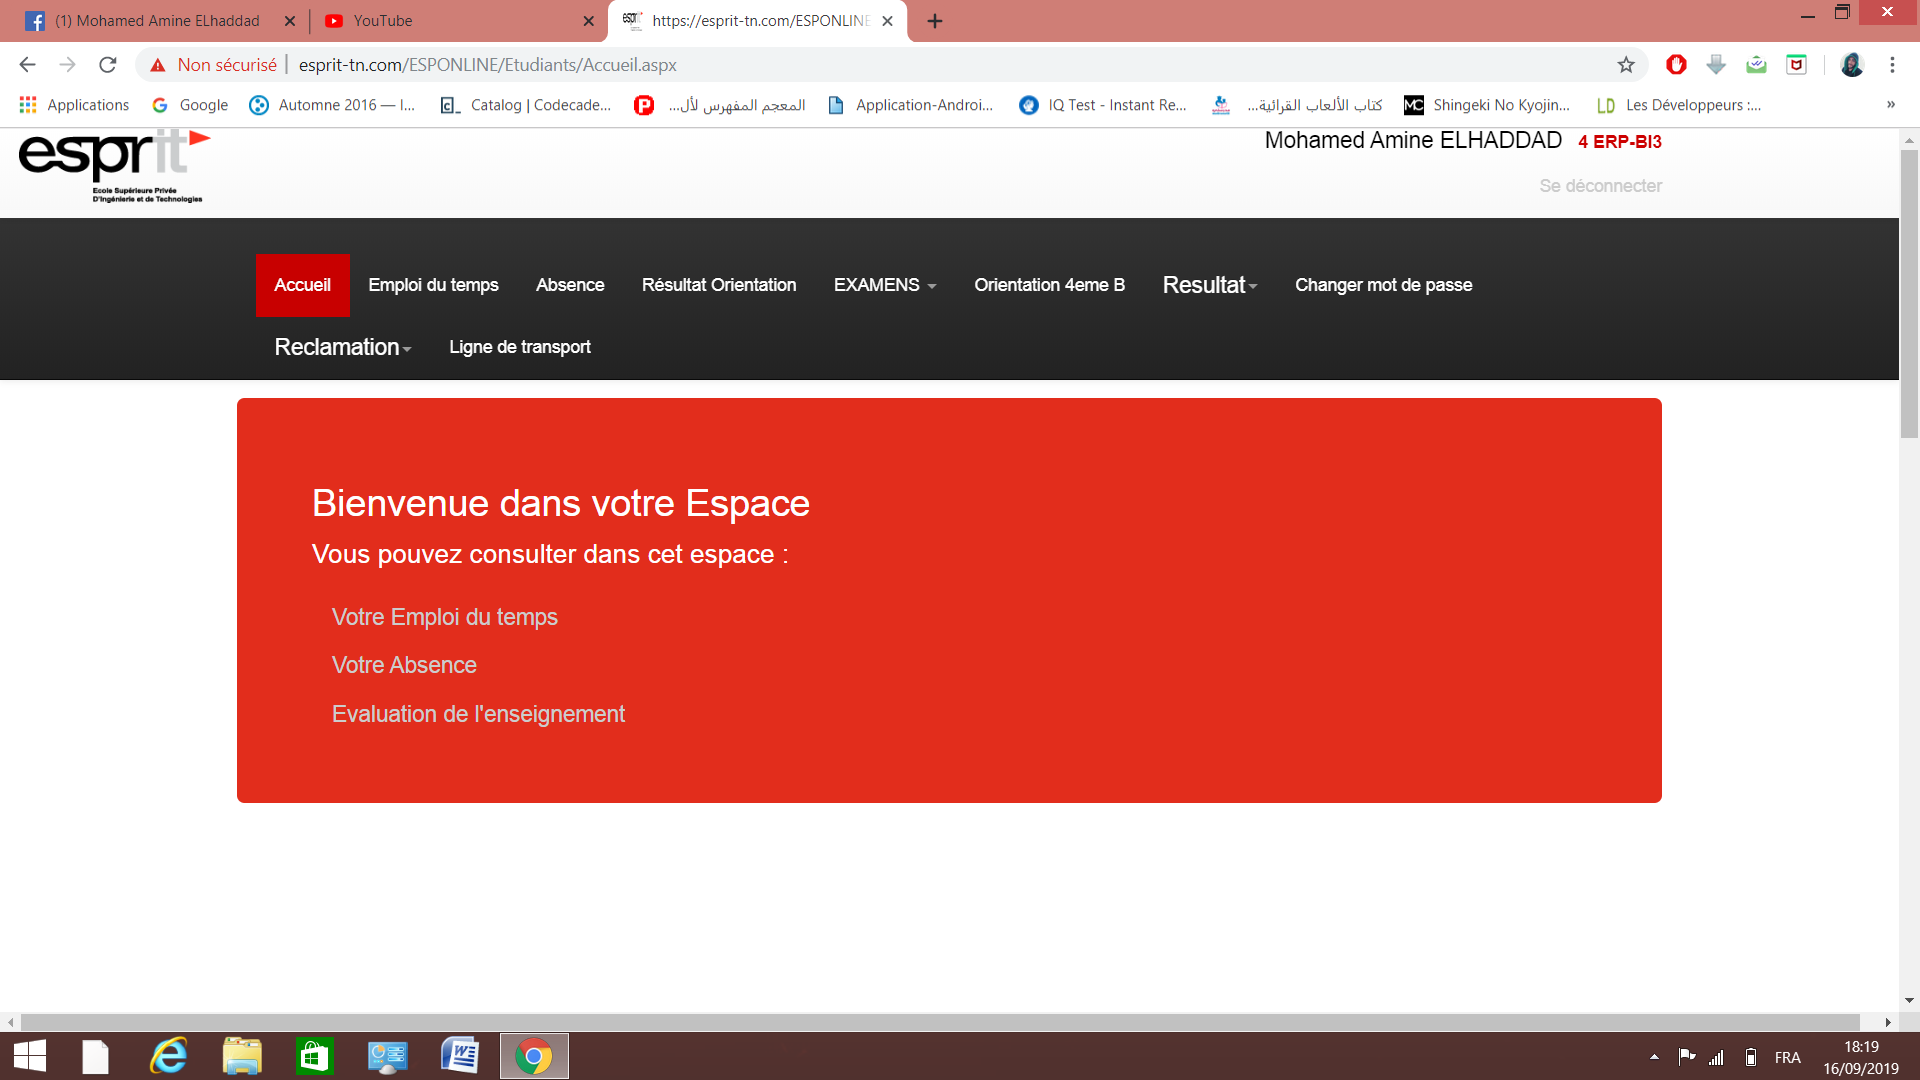 (1) Mohamed Amine ELhaddad
YouTube
https://esprit-tn.com/ESPONLINE
Non sécurisé | esprit-tn.com/ESPONLINE/Etudiants/Accueil.aspx
Applications
Google
Automne 2016 — I...
Catalog | Codecade...
المعجم المفهرس لأل...
Application-Androi...
IQ Test - Instant Re...
كتاب الألعاب القرائية...
Shingeki No Kyojin...
Les Développeurs :...
»
esprit
Ecole Supérieure Privée
D'Ingénierie et de Technologies
Mohamed Amine ELHADDAD 4 ERP-BI3
Se déconnecter
Accueil
Emploi du temps
Absence
Résultat Orientation
EXAMENS
Orientation 4eme B
Resultat
Changer mot de passe
Reclamation
Ligne de transport
Bienvenue dans votre Espace
Vous pouvez consulter dans cet espace :
Votre Emploi du temps
Votre Absence
Evaluation de l'enseignement
FRA
18:19
16/09/2019